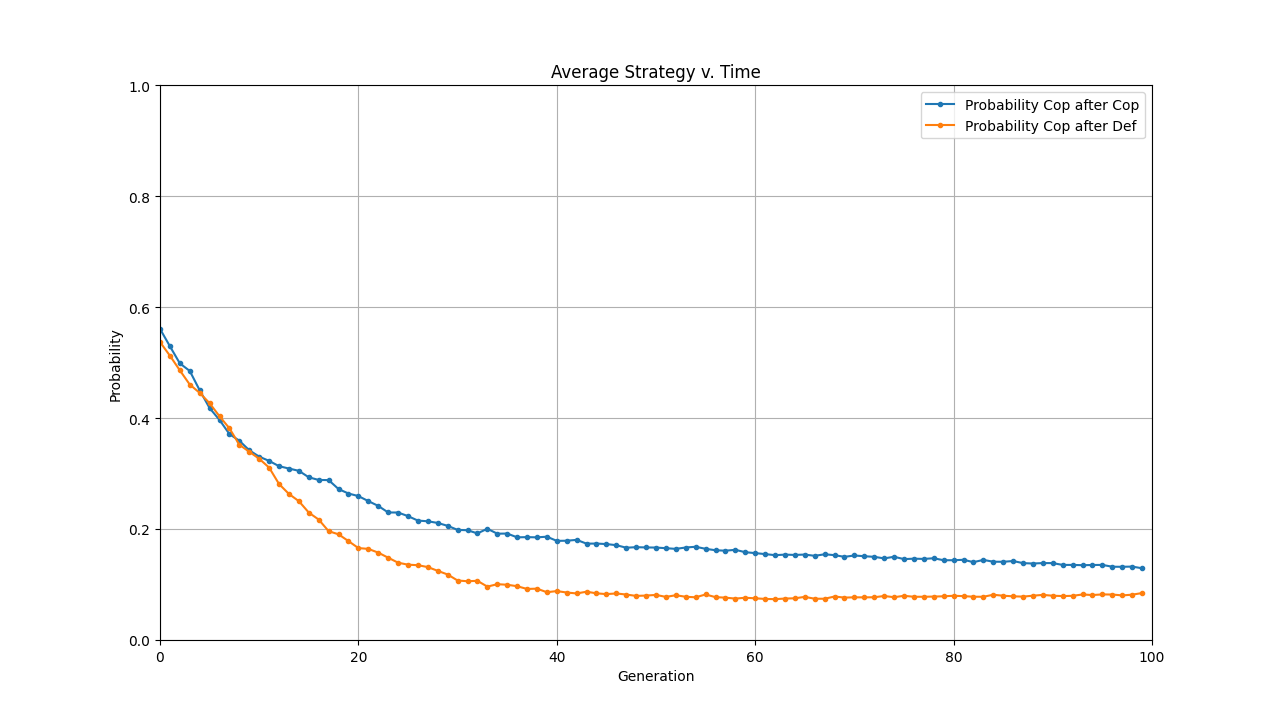 Average Strategy v. Time
Probability Cop after Cop
Probability Cop after Def
Probability
1.0
0.8
0.6
0.4
0.2
0.0
0 20 40 60 80 100
Generation